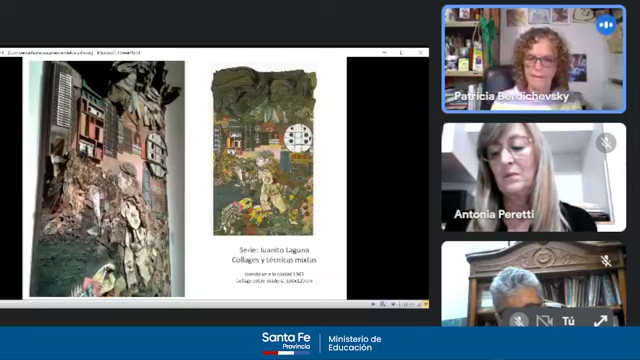 Serie: Juanito Laguna
Collages y técnicas mixtas
Patricia Berdichevsky
Antonia Peretti
Tú
Santa Fe
Provincia
Ministerio de
Educación